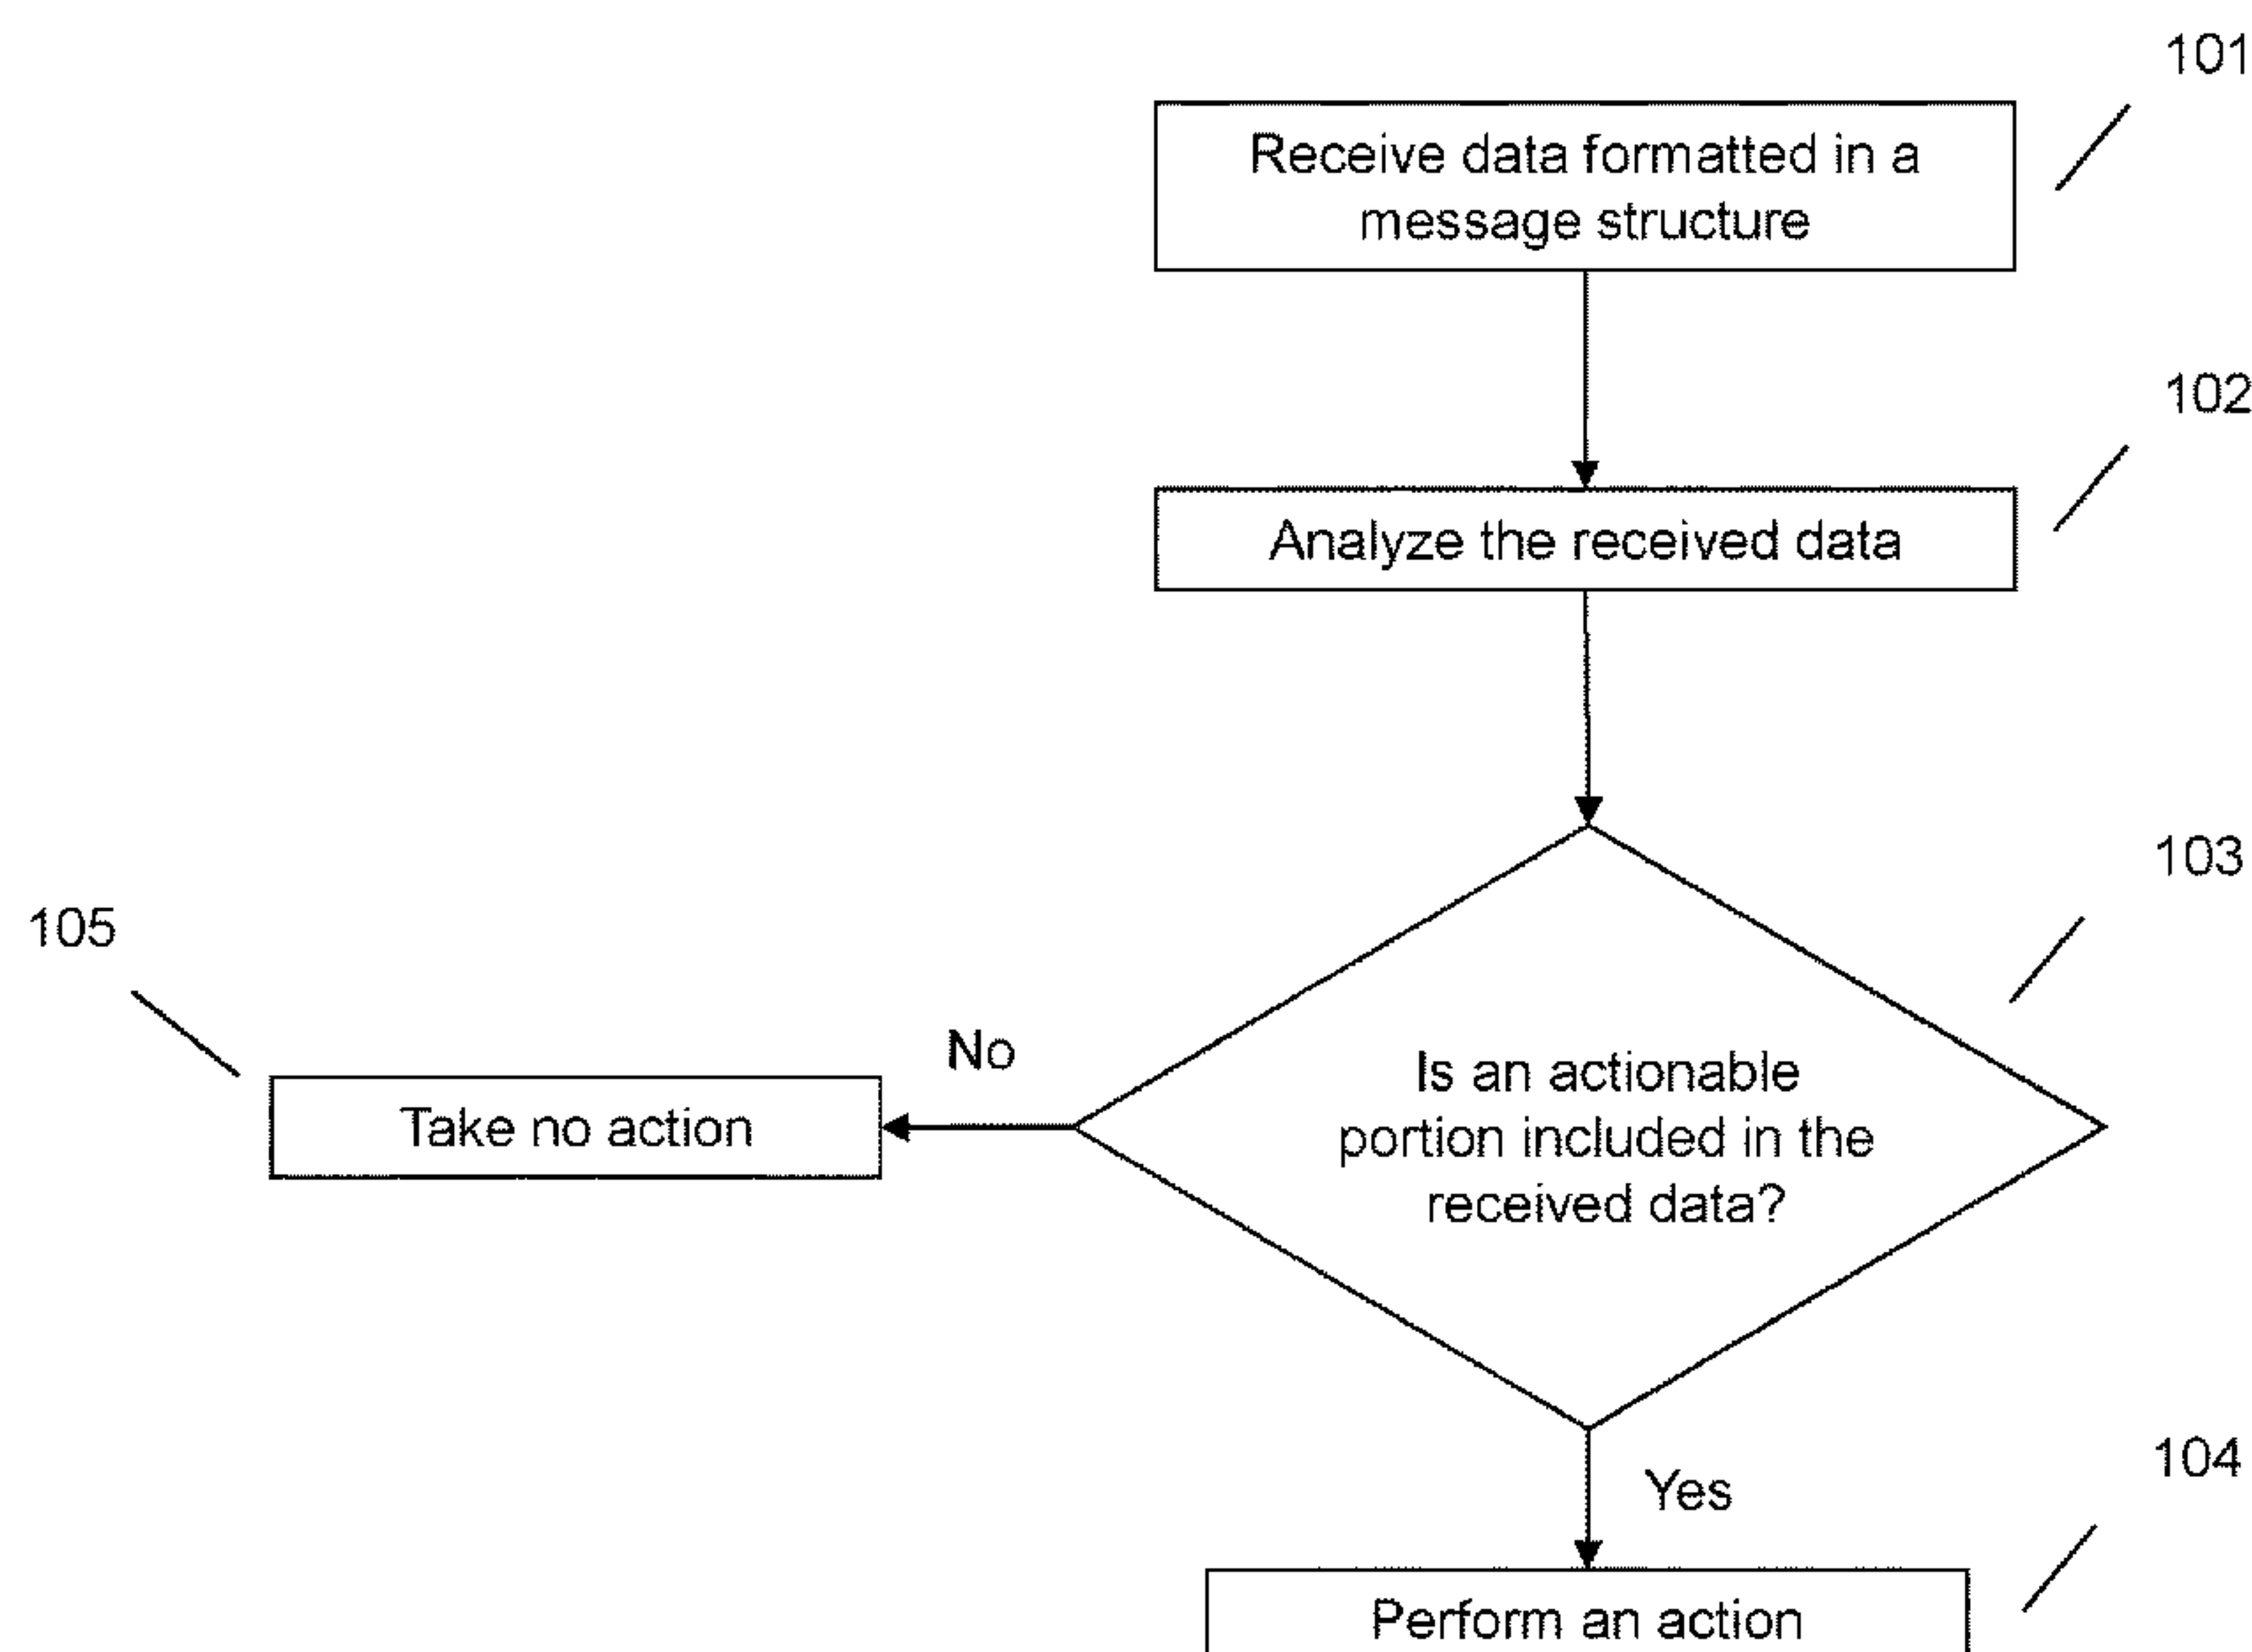 101
Receive data formatted in a
message structure
102
Analyze the received data
103
105
No
Is an actionable
portion included in the
received data?
Take no action
Yes
104
Perform an action